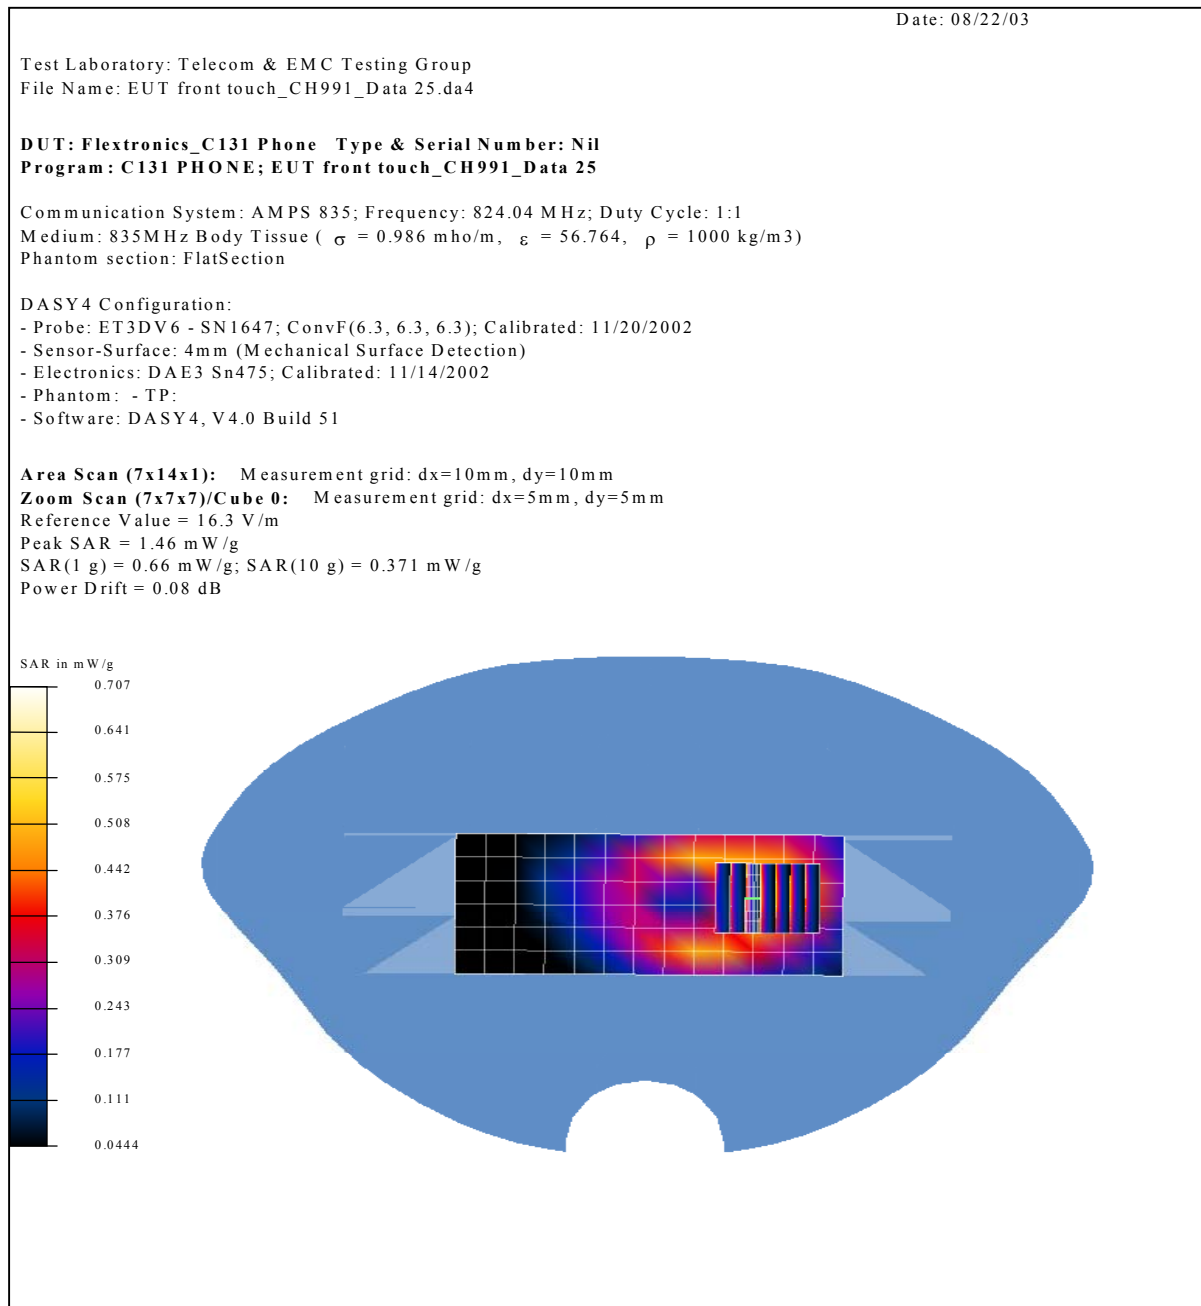 Date: 08/22/03
Test Laboratory: Telecom & EMC Testing Group
File Name: EUT front touch_CH991_Data 25.da4
DUT: Flextronics_C131 Phone Type & Serial Number: Nil
Program: C131 PHONE; EUT front touch_CH991_Data 25
Communication System: AMPS 835; Frequency: 824.04 MHz; Duty Cycle: 1:1
Medium: 835MHz Body Tissue ( σ = 0.986 mho/m, ε = 56.764, ρ = 1000 kg/m3)
Phantom section: FlatSection
DASY4 Configuration:
- Probe: ET3DV6 - SN1647; ConvF(6.3, 6.3, 6.3); Calibrated: 11/20/2002
- Sensor-Surface: 4mm (Mechanical Surface Detection)
- Electronics: DAE3 Sn475; Calibrated: 11/14/2002
- Phantom: - TP:
- Software: DASY4, V4.0 Build 51
Area Scan (7x14x1): Measurement grid: dx=10mm, dy=10mm
Zoom Scan (7x7x7)/Cube 0: Measurement grid: dx=5mm, dy=5mm
Reference Value = 16.3 V/m
Peak SAR = 1.46 mW/g
SAR(1 g) = 0.66 mW/g; SAR(10 g) = 0.371 mW/g
Power Drift = 0.08 dB
SAR in mW/g
0.707
0.641
0.575
0.508
0.442
0.376
0.309
0.243
0.177
0.111
0.0444